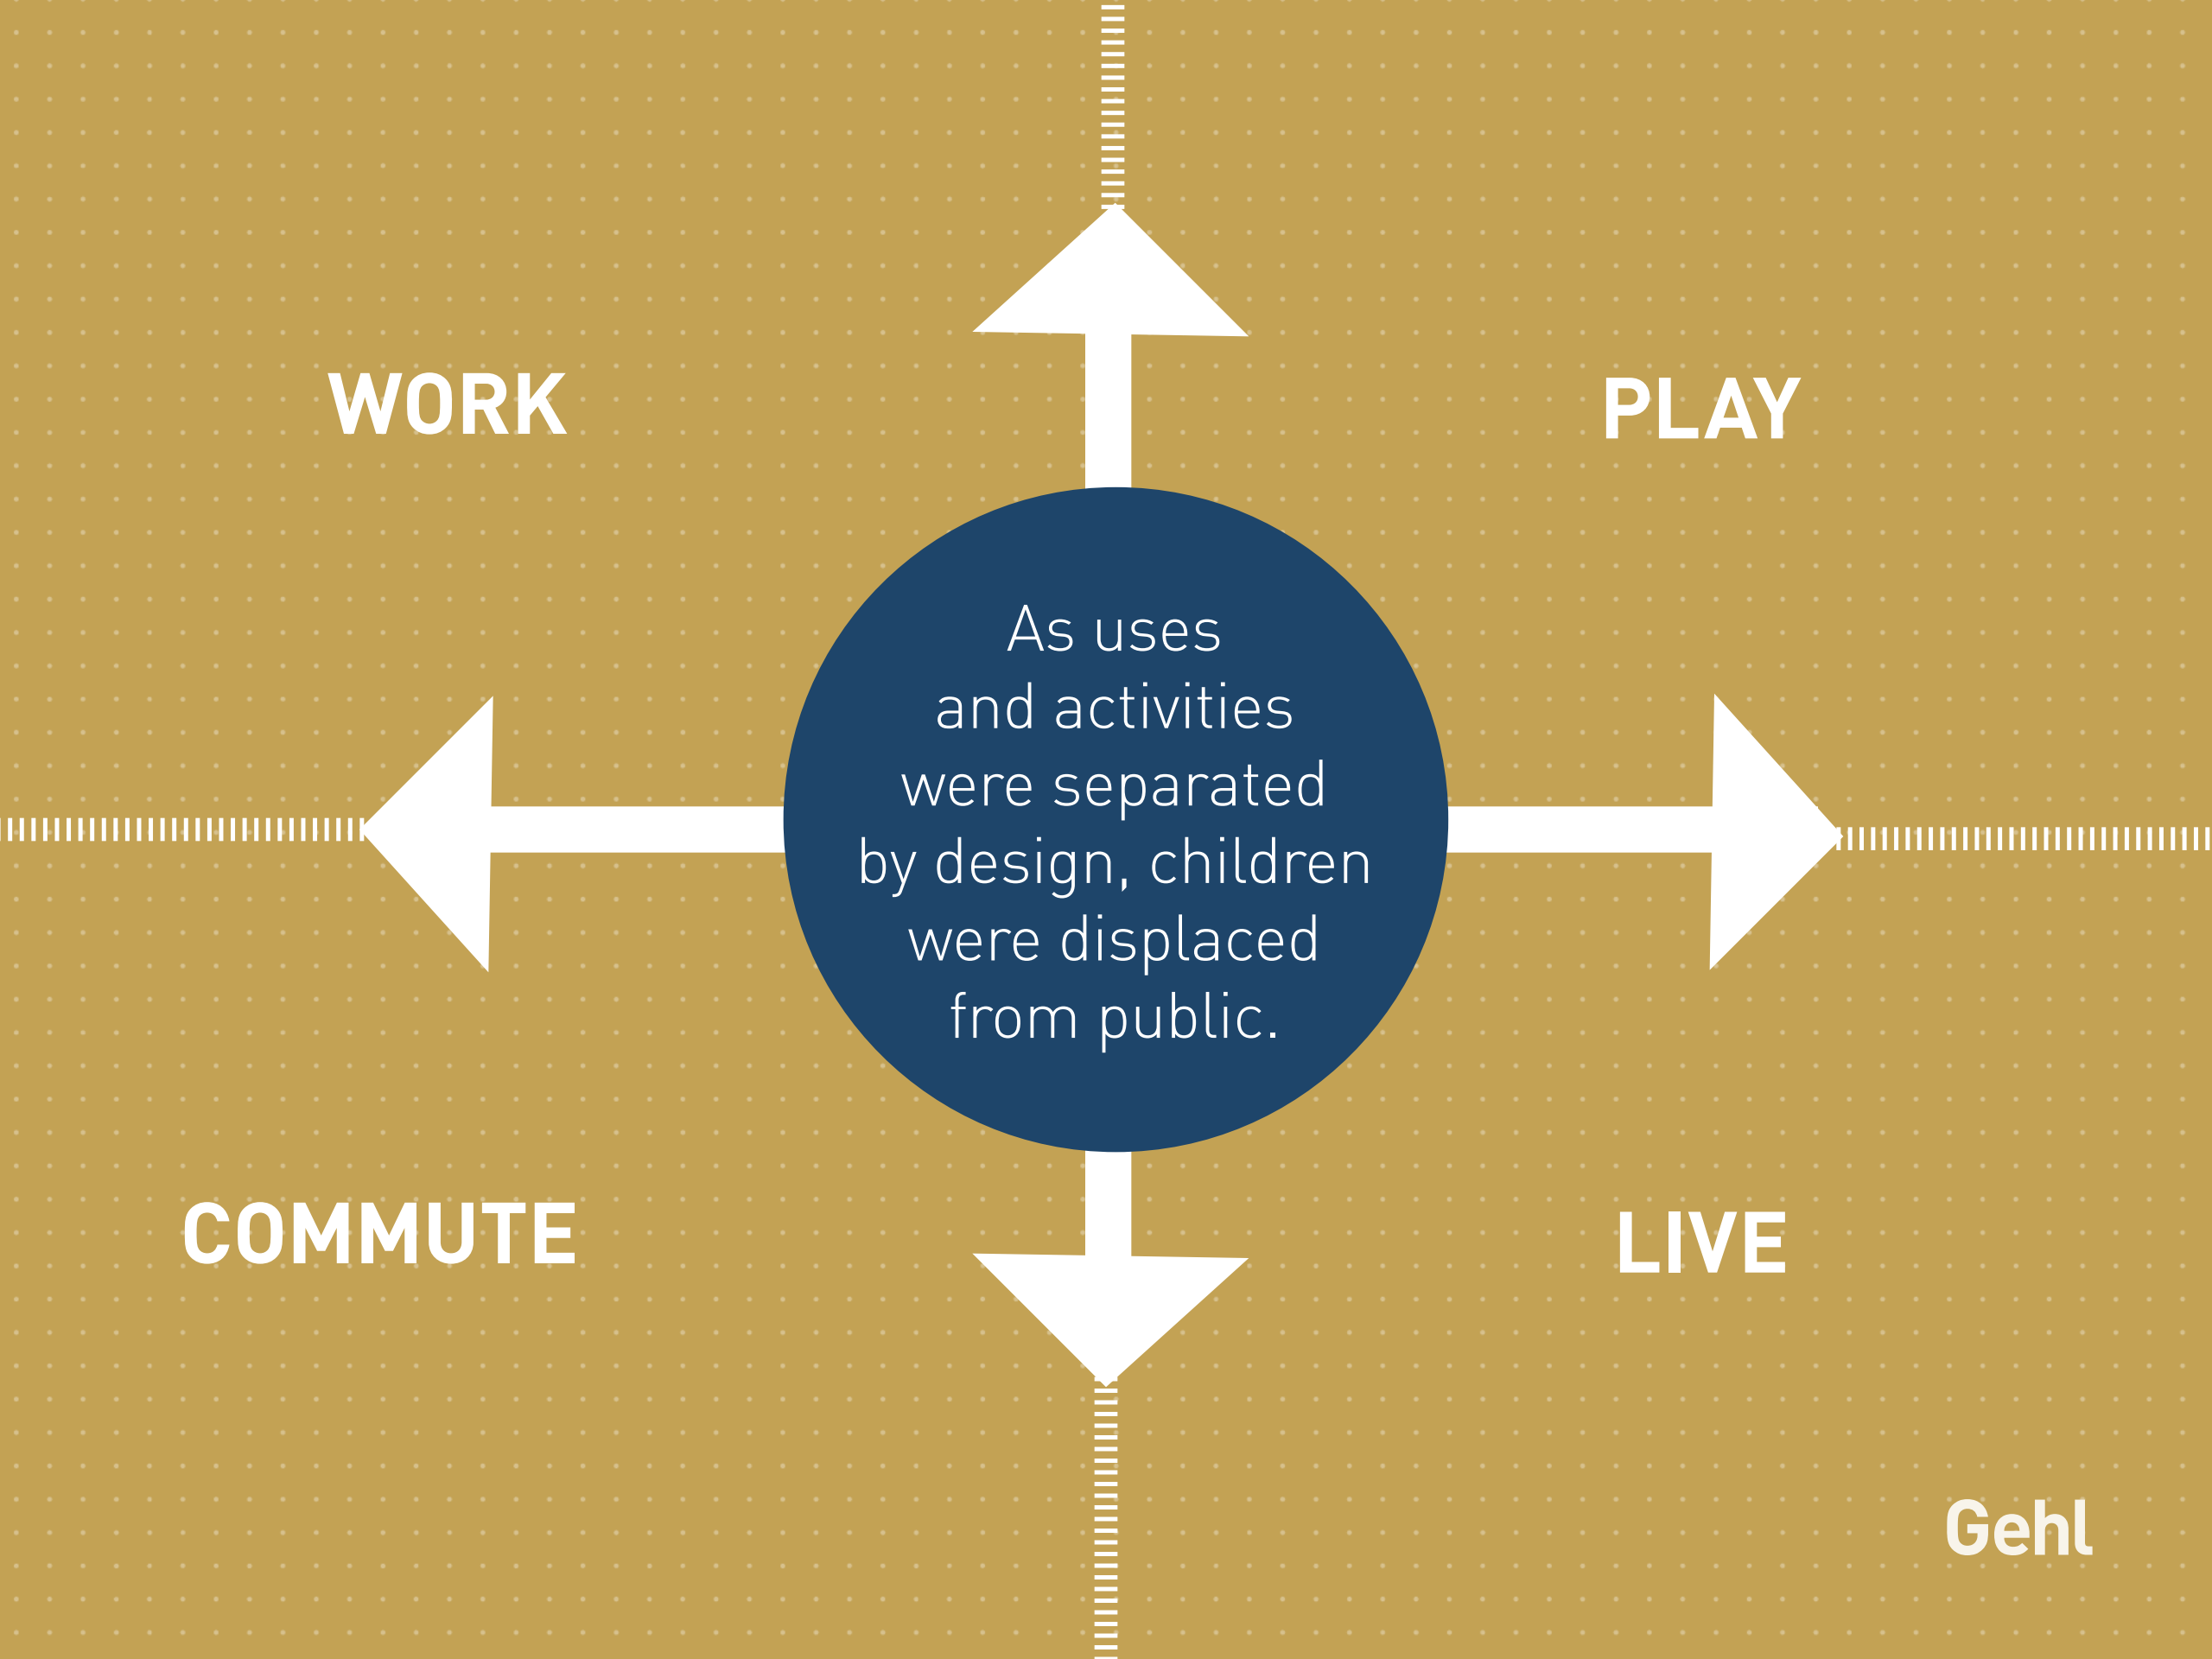 WORK
PLAY
As uses
and activities
were separated
by design, children
were displaced
from public.
COMMUTE
LIVE
Gehl